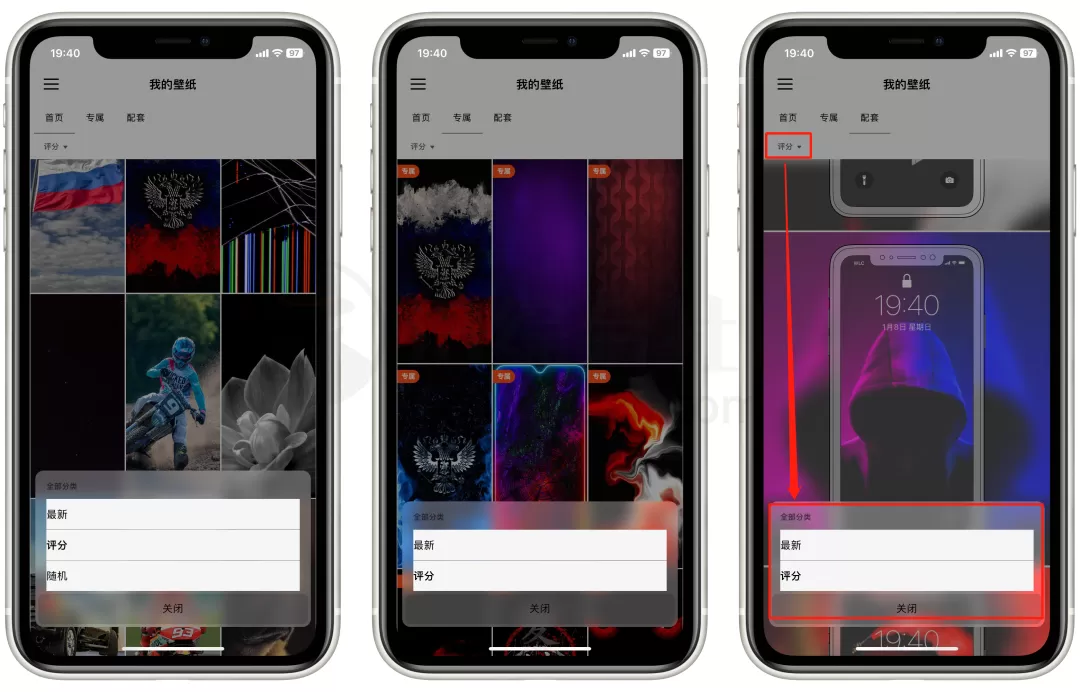 19:40
97
我的壁纸
首页 专属 配套
评分
93
全部分类
最新
评分
随机
关闭
19:40
97
我的壁纸
首页 专属 配套
评分
专属 专属 专属
专属 专属 专属
全部分类
最新
评分
关闭
19:40
97
我的壁纸
首页 专属 配套
评分
WLC
19:40
1月8日 星期日
全部分类
最新
评分
关闭
19:40